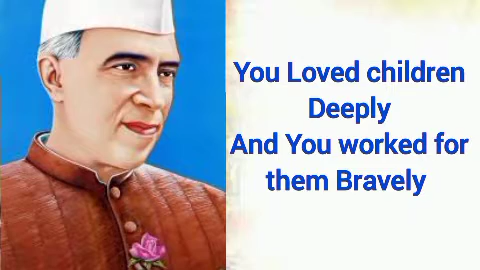 You Loved children
Deeply
And You worked for
them Bravely